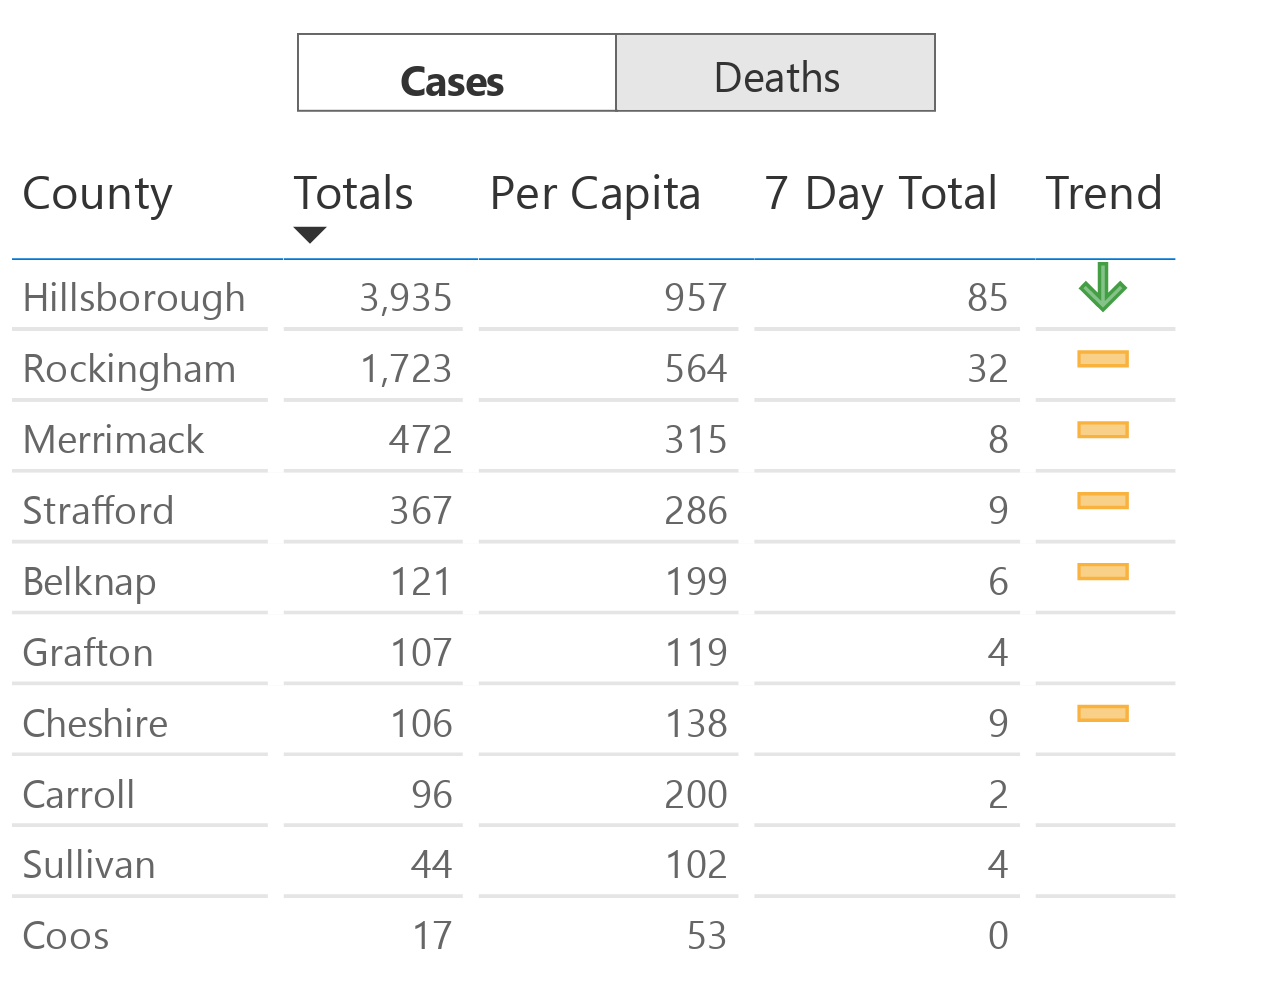 Cases Deaths
County Totals Per Capita 7 Day Total Trend
Hillsborough 3,935 957 85
Rockingham 1,723 564 32
Merrimack 472 315 8
Strafford 367 286 9
Belknap 121 199 6
Grafton 107 119 4
Cheshire 106 138 9
Carroll 96 200 2
Sullivan 44 102 4
Coos 17 53 0